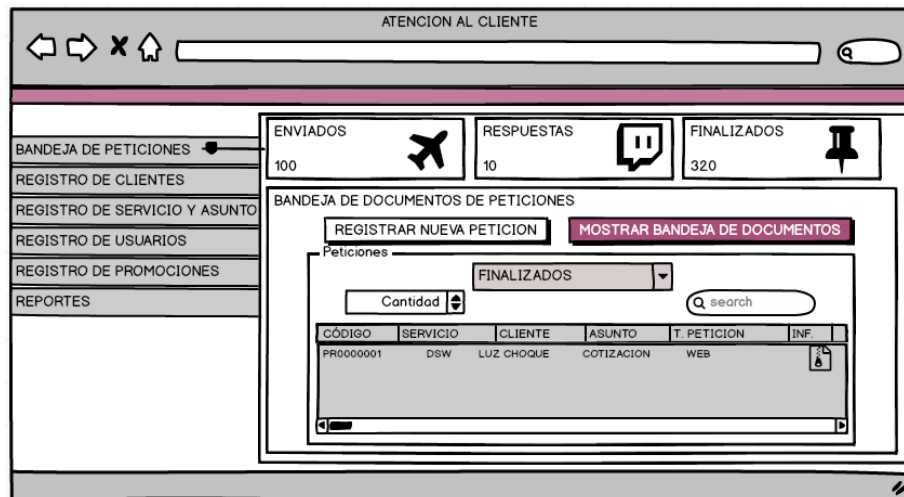 ATENCION AL CLIENTE
BANDEJA DE PETICIONES
REGISTRO DE CLIENTES
REGISTRO DE SERVICIO Y ASUNTO
REGISTRO DE USUARIOS
REGISTRO DE PROMOCIONES
REPORTES
ENVIADOS
100
RESPUESTAS
10
FINALIZADOS
320
BANDEJA DE DOCUMENTOS DE PETICIONES
REGISTRAR NUEVA PETICION
MOSTRAR BANDEJA DE DOCUMENTOS
Peticiones
FINALIZADOS
Cantidad
search
CÓDIGO SERVICIO CLIENTE ASUNTO T. PETICION INF.
PR0000001 DSW LUZ CHOQUE COTIZACION WEB